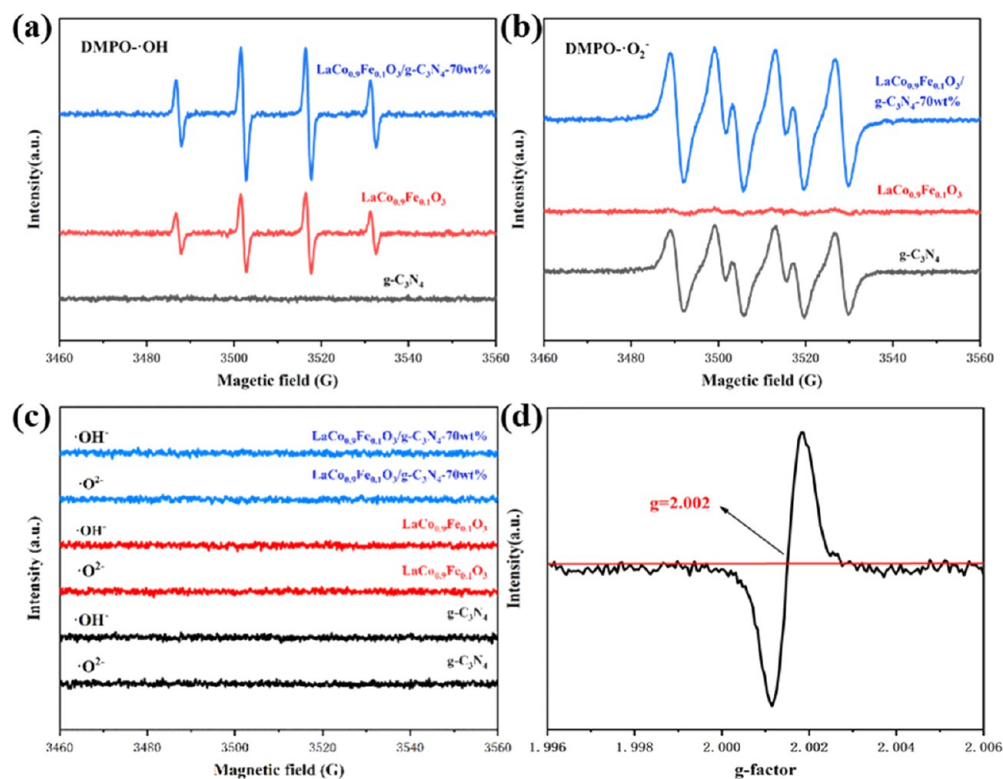 (a)
DMPO-·OH
LaCo₀.₉Fe₀.₁O₃/g-C₃N₄-70wt%
LaCo₀.₉Fe₀.₁O₃
g-C₃N₄
Intensity(a.u.)
3460 3480 3500 3520 3540 3560
Magetic field (G)
(b)
DMPO-·O₂⁻
LaCo₀.₉Fe₀.₁O₃/
g-C₃N₄-70wt%
LaCo₀.₉Fe₀.₁O₃
g-C₃N₄
Intensity(a.u.)
3460 3480 3500 3520 3540 3560
Magetic field (G)
(c)
·OH⁻ LaCo₀.₉Fe₀.₁O₃/g-C₃N₄-70wt%
·O²⁻ LaCo₀.₉Fe₀.₁O₃/g-C₃N₄-70wt%
·OH⁻ LaCo₀.₉Fe₀.₁O₃
·O²⁻ LaCo₀.₉Fe₀.₁O₃
·OH⁻ g-C₃N₄
·O²⁻ g-C₃N₄
Intensity (a.u.)
3460 3480 3500 3520 3540 3560
Magnetic field (G)
(d)
g=2.002
Intensity(a.u.)
1.996 1.998 2.000 2.002 2.004 2.006
g-factor